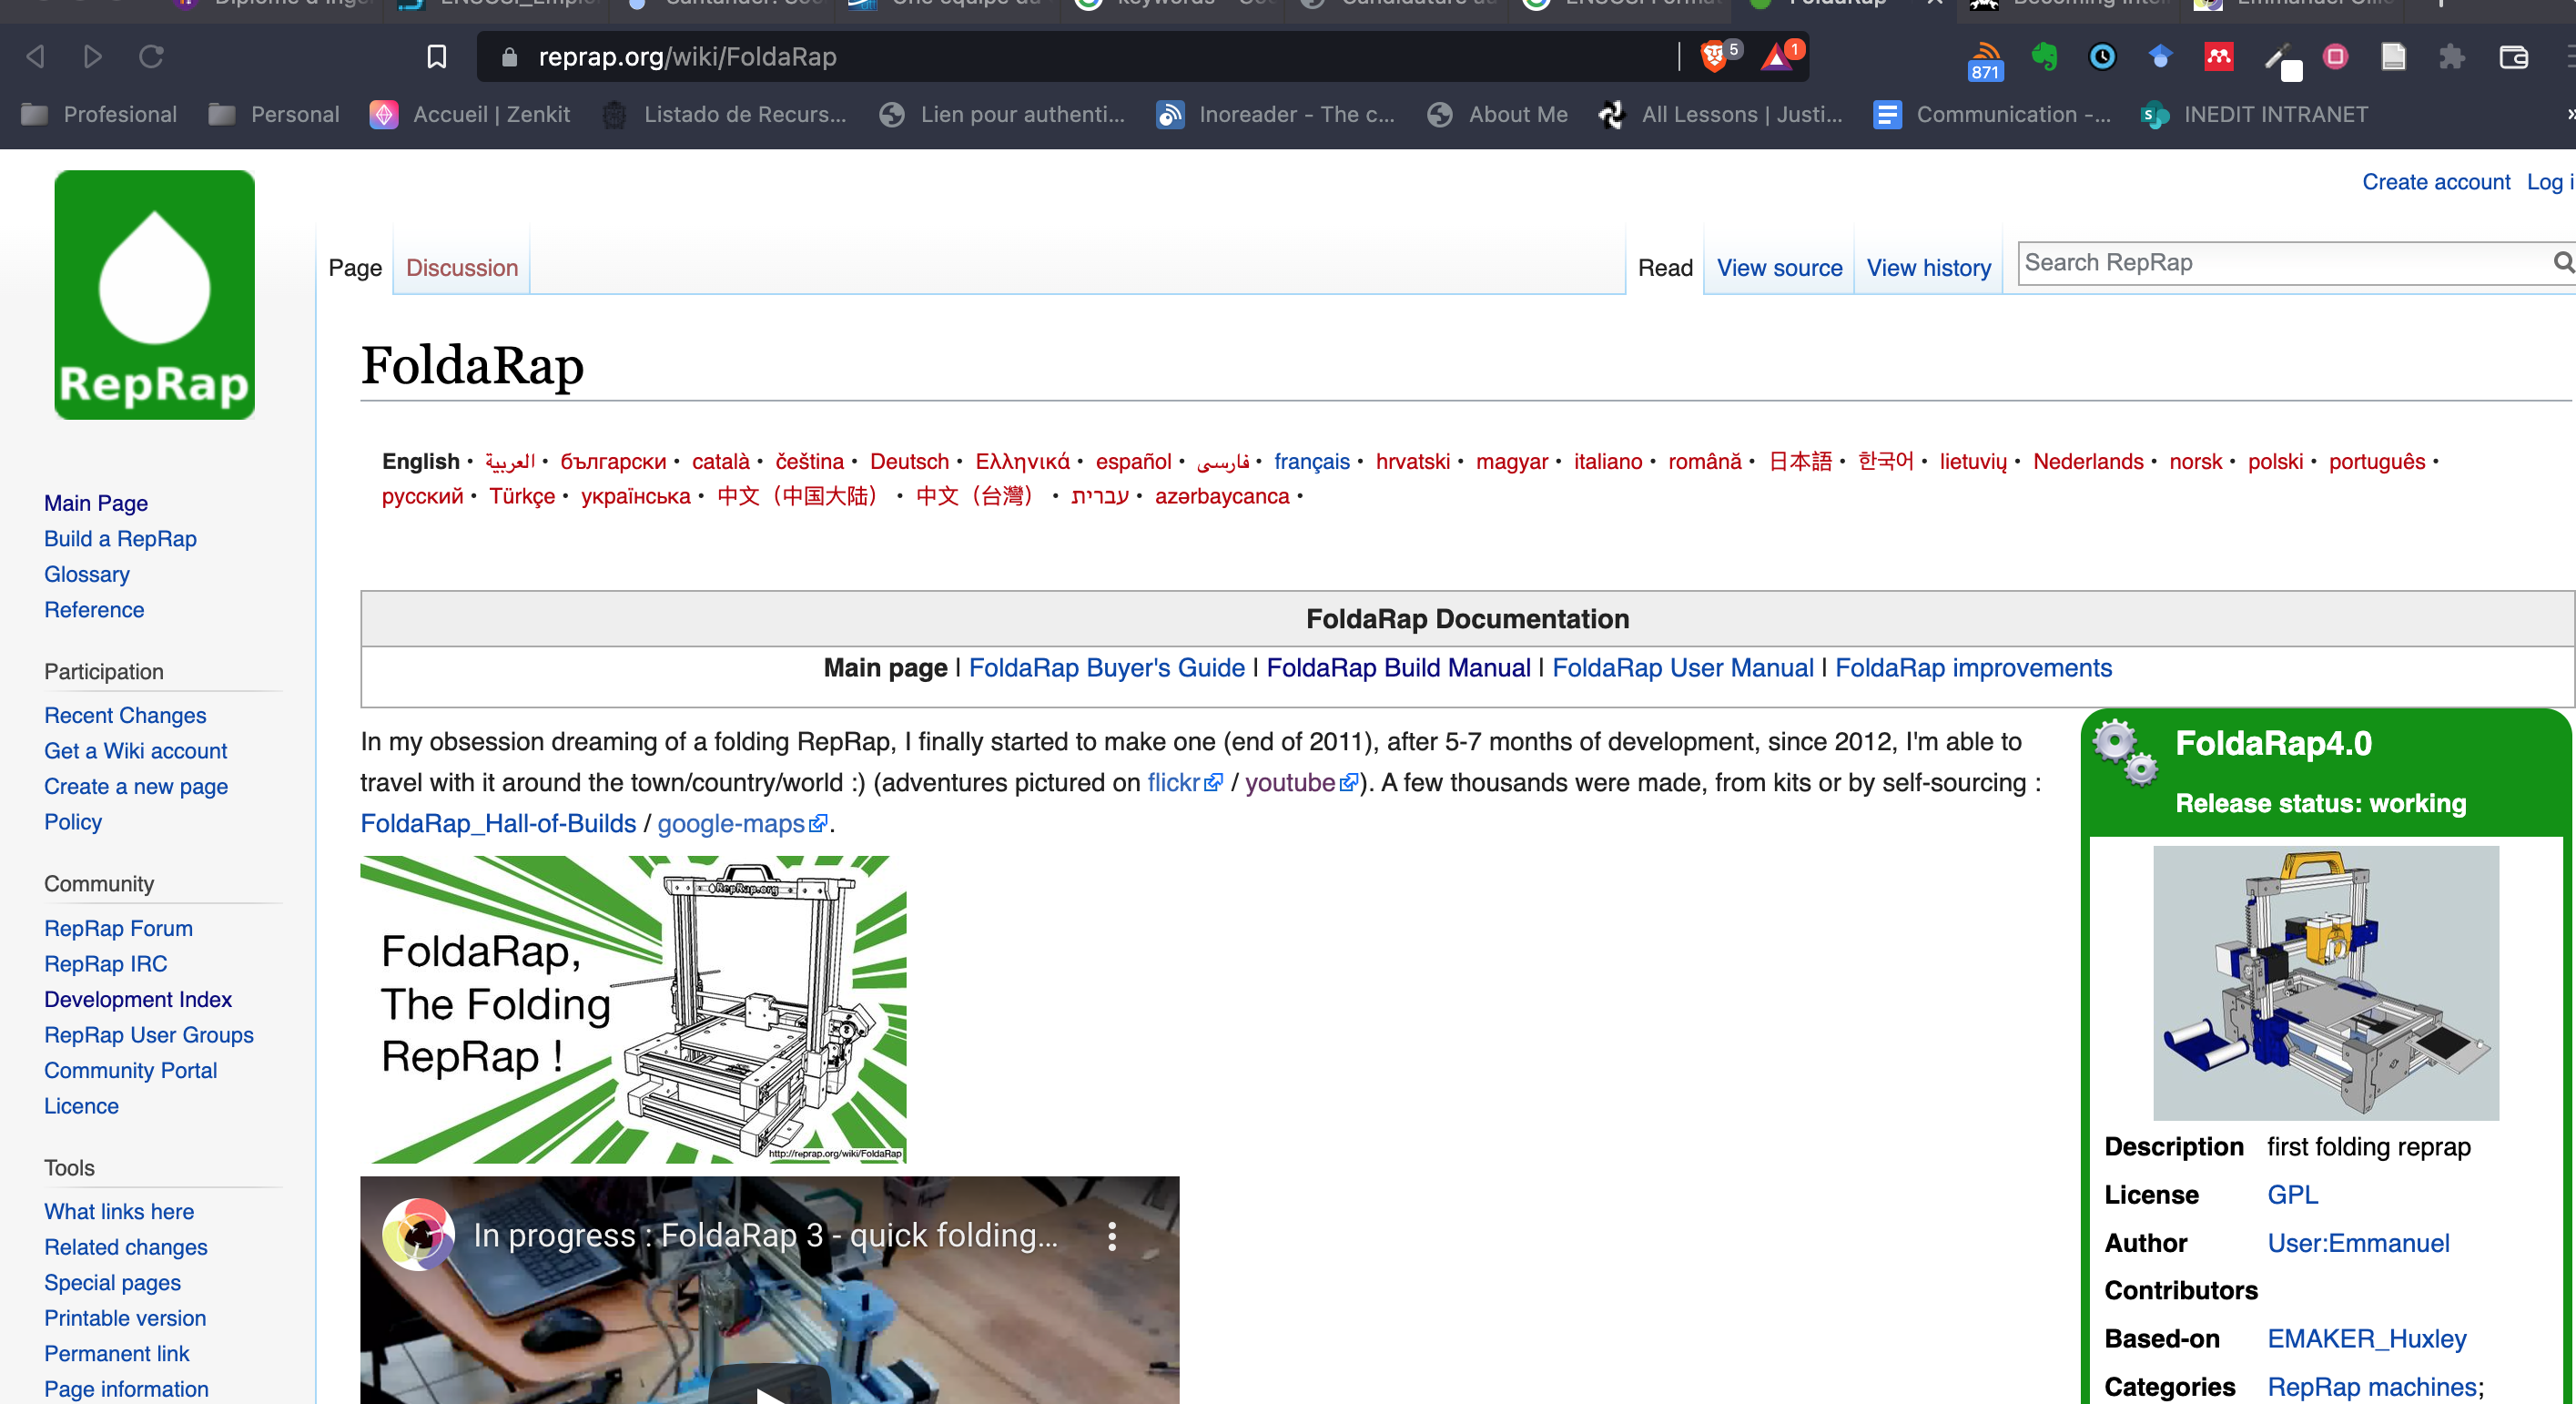 reprap.org/wiki/FoldaRap
5
1
871
Profesional
Personal
Accueil | Zenkit
Listado de Recurs...
Lien pour authenti...
Inoreader - The c...
About Me
All Lessons | Justi...
Communication -...
INEDIT INTRANET
»
Create account Log i
RepRap
Page
Discussion
Read
View source
View history
Search RepRap
FoldaRap
English • العربية • български • català • čeština • Deutsch • Ελληνικά • español • فارسی • français • hrvatski • magyar • italiano • română • 日本語 • 한국어 • lietuvių • Nederlands • norsk • polski • português •
русский • Türkçe • українська • 中文（中国大陆） • 中文（台灣） • עברית • azərbaycanca •
Main Page
Build a RepRap
Glossary
Reference
Participation
Recent Changes
Get a Wiki account
Create a new page
Policy
Community
RepRap Forum
RepRap IRC
Development Index
RepRap User Groups
Community Portal
Licence
Tools
What links here
Related changes
Special pages
Printable version
Permanent link
Page information
FoldaRap Documentation
Main page | FoldaRap Buyer's Guide | FoldaRap Build Manual | FoldaRap User Manual | FoldaRap improvements
In my obsession dreaming of a folding RepRap, I finally started to make one (end of 2011), after 5-7 months of development, since 2012, I'm able to
travel with it around the town/country/world :) (adventures pictured on flickr / youtube). A few thousands were made, from kits or by self-sourcing :
FoldaRap_Hall-of-Builds / google-maps.
RepRap.org
FoldaRap,
The Folding
RepRap !
http://reprap.org/wiki/FoldaRap
In progress : FoldaRap 3 - quick folding...
FoldaRap4.0
Release status: working
Description first folding reprap
License GPL
Author User:Emmanuel
Contributors
Based-on EMAKER_Huxley
Categories RepRap machines;